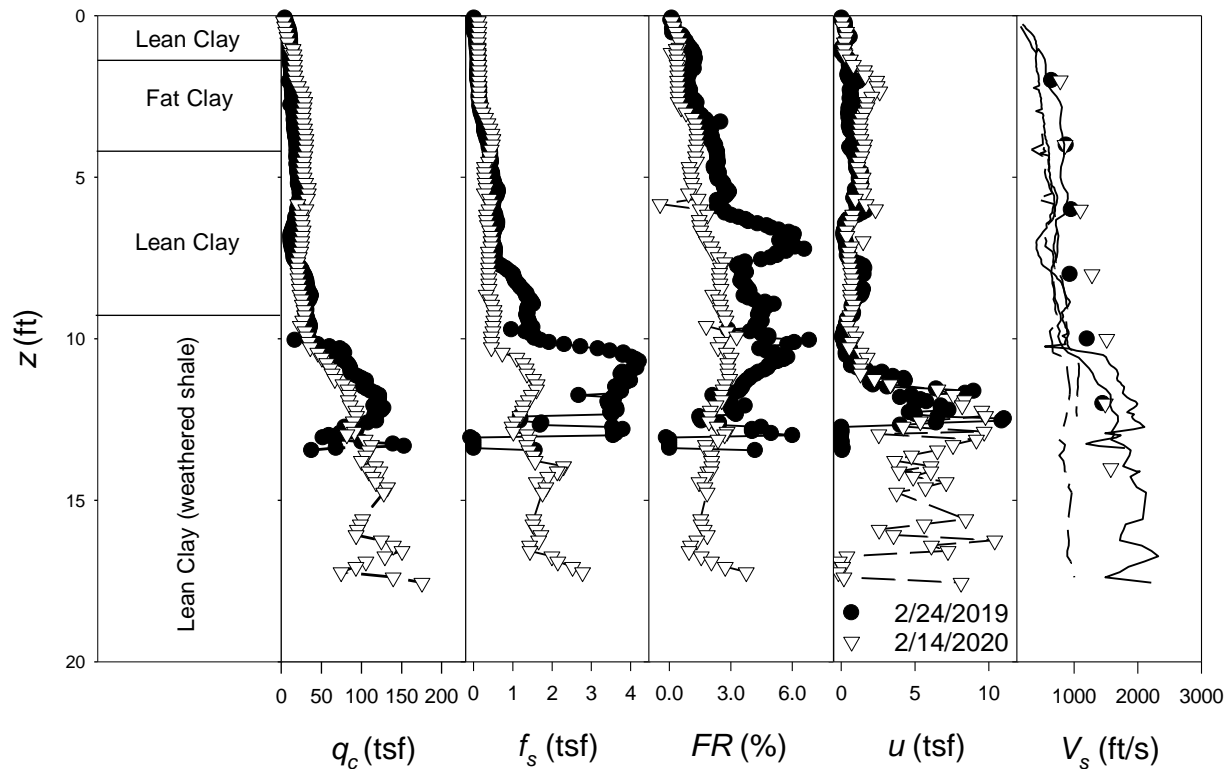 0
5
10
15
20
z (ft)
Lean Clay
Fat Clay
Lean Clay
Lean Clay (weathered shale)
2/24/2019
2/14/2020
0 50 100 150 200
0 1 2 3 4
0.0 3.0 6.0
0 5 10
1000 2000 3000
q_c (tsf)
f_s (tsf)
FR (%)
u (tsf)
V_s (ft/s)